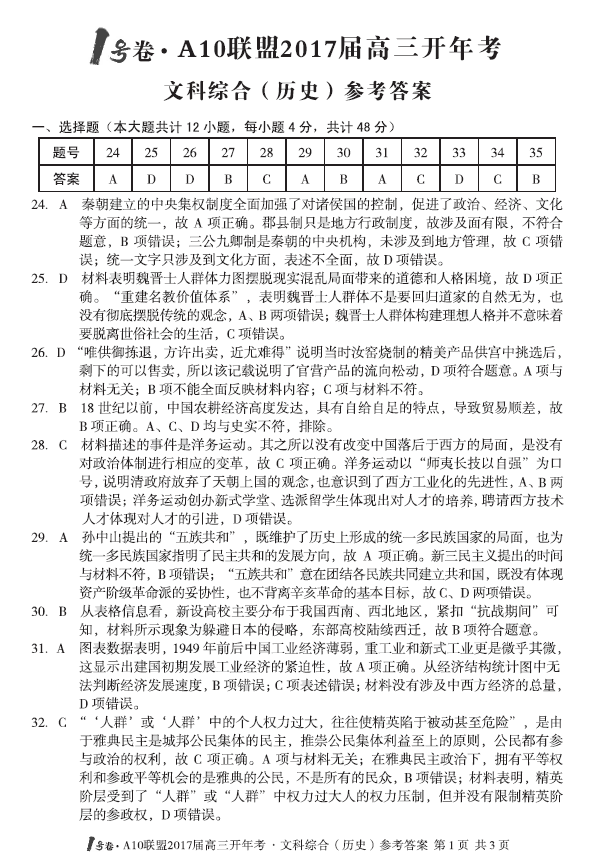 1号卷·A10联盟2017届高三开年考
文科综合（历史）参考答案
一、选择题（本大题共计 12 小题，每小题 4 分，共计 48 分）
题号 24 25 26 27 28 29 30 31 32 33 34 35
答案 A D D B C A B A C D C B
24. A 秦朝建立的中央集权制度全面加强了对诸侯国的控制，促进了政治、经济、文化
等方面的统一，故 A 项正确。郡县制只是地方行政制度，故涉及面有限，不符合
题意，B 项错误；三公九卿制是秦朝的中央机构，未涉及到地方管理，故 C 项错
误；统一文字只涉及到文化方面，表述不全面，故 D 项错误。
25. D 材料表明魏晋士人群体力图摆脱现实混乱局面带来的道德和人格困境，故 D 项正
确。“重建名教价值体系”，表明魏晋士人群体不是要回归道家的自然无为，也
没有彻底摆脱传统的观念，A、B 两项错误；魏晋士人群体构建理想人格并不意味着
要脱离世俗社会的生活，C 项错误。
26. D “唯供御拣退，方许出卖，近尤难得”说明当时汝窑烧制的精美产品供宫中挑选后，
剩下的可以售卖，所以该记载说明了官营产品的流向松动，D 项符合题意。A 项与
材料无关；B 项不能全面反映材料内容；C 项与材料不符。
27. B 18 世纪以前，中国农耕经济高度发达，具有自给自足的特点，导致贸易顺差，故
B 项正确。A、C、D 均与史实不符，排除。
28. C 材料描述的事件是洋务运动。其之所以没有改变中国落后于西方的局面，是没有
对政治体制进行相应的变革，故 C 项正确。洋务运动以“师夷长技以自强”为口
号，说明清政府放弃了天朝上国的观念，也意识到了西方工业化的先进性，A、B 两
项错误；洋务运动创办新式学堂、选派留学生体现出对人才的培养，聘请西方技术
人才体现对人才的引进，D 项错误。
29. A 孙中山提出的“五族共和”，既维护了历史上形成的统一多民族国家的局面，也为
统一多民族国家指明了民主共和的发展方向，故 A 项正确。新三民主义提出的时间
与材料不符，B 项错误；“五族共和”意在团结各民族共同建立共和国，既没有体现
资产阶级革命派的妥协性，也不背离辛亥革命的基本目标，故 C、D 两项错误。
30. B 从表格信息看，新设高校主要分布于我国西南、西北地区，紧扣“抗战期间”可
知，材料所示现象为躲避日本的侵略，东部高校陆续西迁，故 B 项符合题意。
31. A 图表数据表明，1949 年前后中国工业经济薄弱，重工业和新式工业更是微乎其微，
这显示出建国初期发展工业经济的紧迫性，故 A 项正确。从经济结构统计图中无
法判断经济发展速度，B 项错误；C 项表述错误；材料没有涉及中西方经济的总量，
D 项错误。
32. C “‘人群’或‘人群’中的个人权力过大，往往使精英陷于被动甚至危险”，是由
于雅典民主是城邦公民集体的民主，推崇公民集体利益至上的原则，公民都有参
与政治的权利，故 C 项正确。A 项与材料无关；在雅典民主政治下，拥有平等权
利和参政平等机会的是雅典的公民，不是所有的民众，B 项错误；材料表明，精英
阶层受到了“人群”或“人群”中权力过大人的权力压制，但并没有限制精英阶
层的参政权，D 项错误。
1号卷·A10联盟2017届高三开年考·文科综合（历史）参考答案 第 1 页 共 3 页